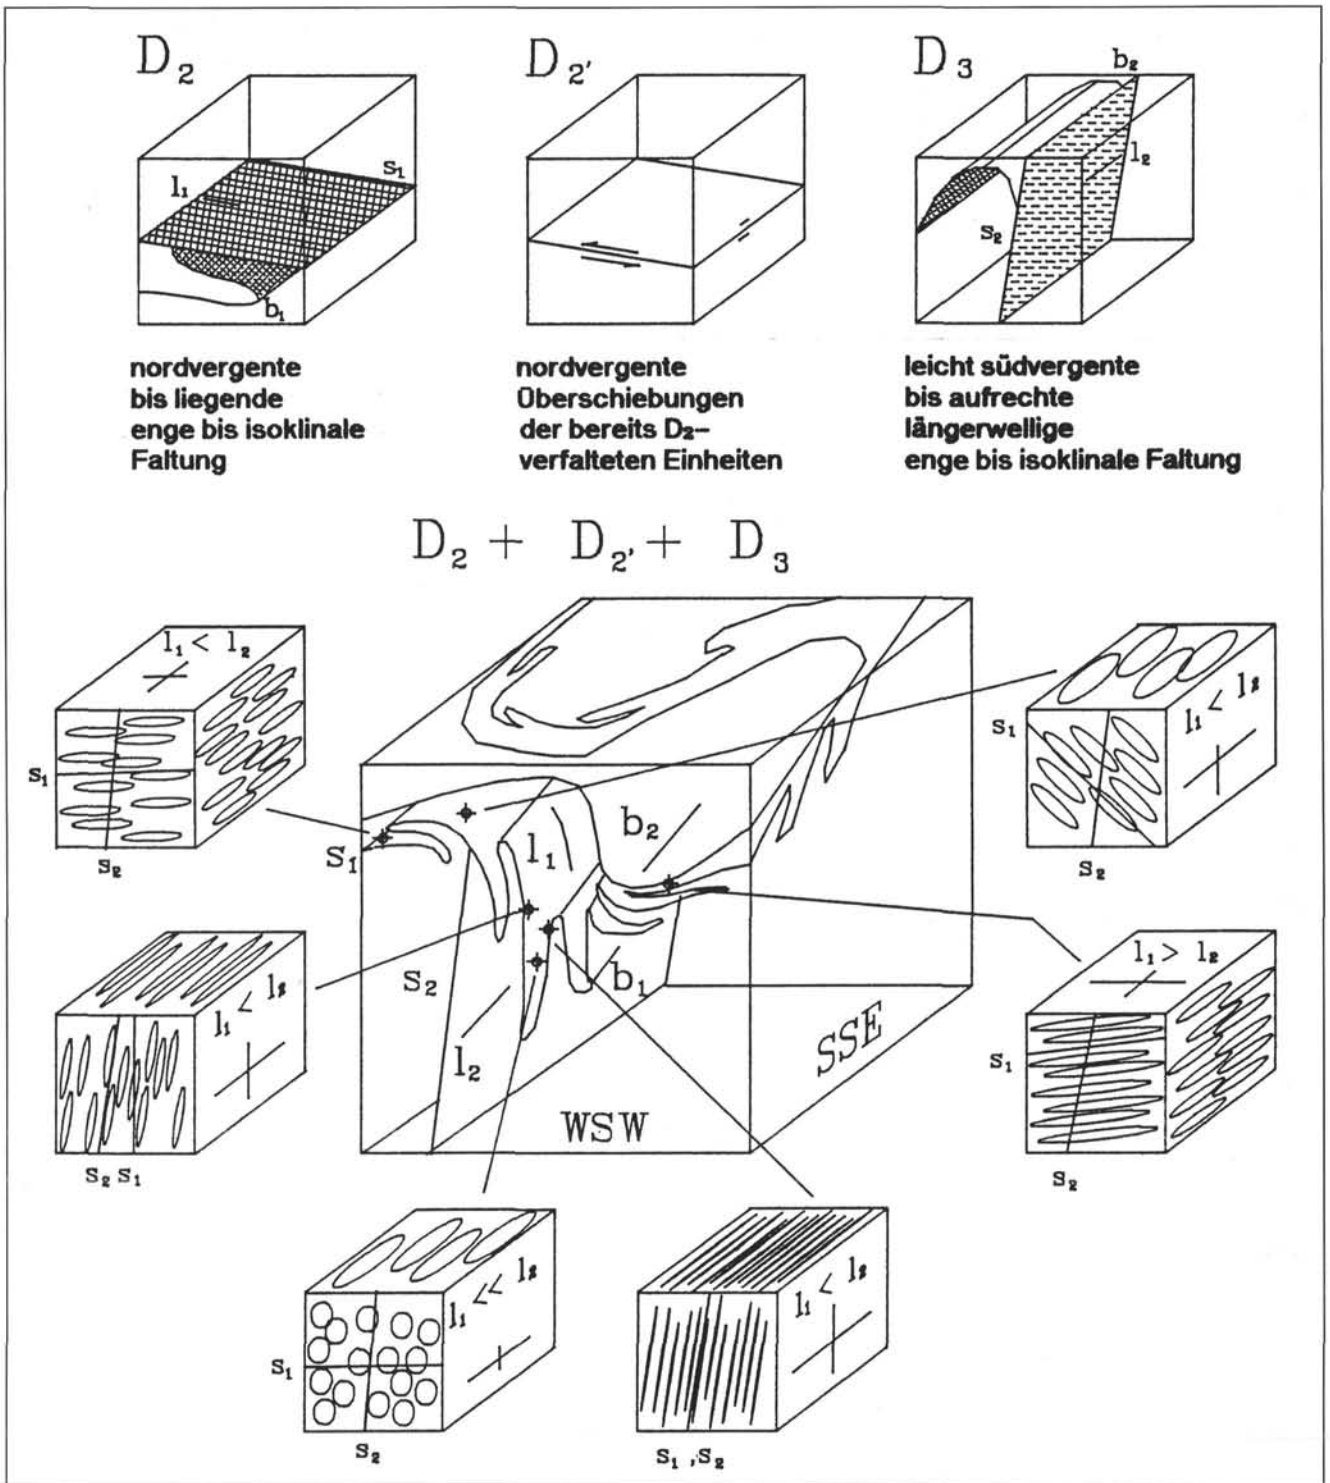 D₂
D₂'
D₃
b₂
s₁
l₁
l₂
s₂
b₁
nordvergente
bis liegende
enge bis isoklinale
Faltung
nordvergente
Überschiebungen
der bereits D₂–
verfalteten Einheiten
leicht südvergente
bis aufrechte
längerwellige
enge bis isoklinale Faltung
D₂ + D₂' + D₃
l₁ < l₂
s₁
s₂
l₁ < l₂
s₁
s₂
s₁
l₁
b₂
s₂
b₁
l₂
SSE
WSW
l₁ < l₂
s₂ s₁
l₁ > l₂
s₁
s₂
l₁ << l₂
s₁
s₂
l₁ < l₂
s₁ , s₂